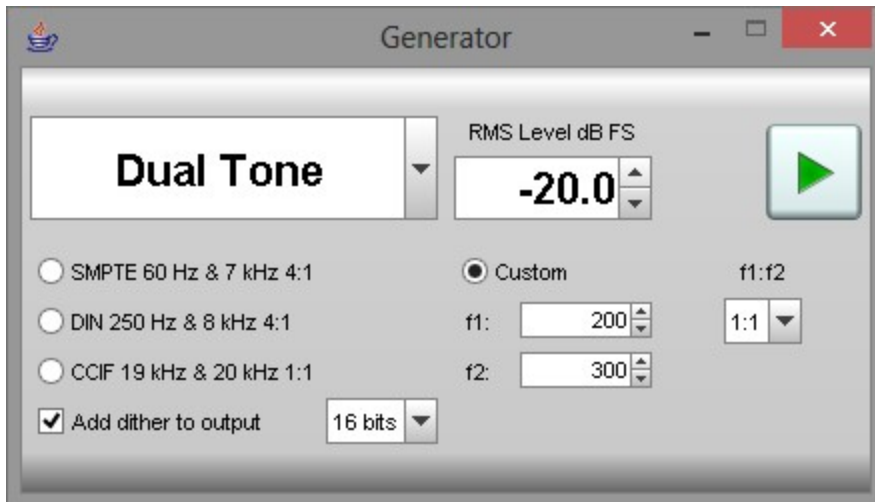 Generator
RMS Level dB FS
Dual Tone
-20.0
SMPTE 60 Hz & 7 kHz 4:1
Custom
f1:f2
DIN 250 Hz & 8 kHz 4:1
f1:
200
1:1
CCIF 19 kHz & 20 kHz 1:1
f2:
300
Add dither to output
16 bits